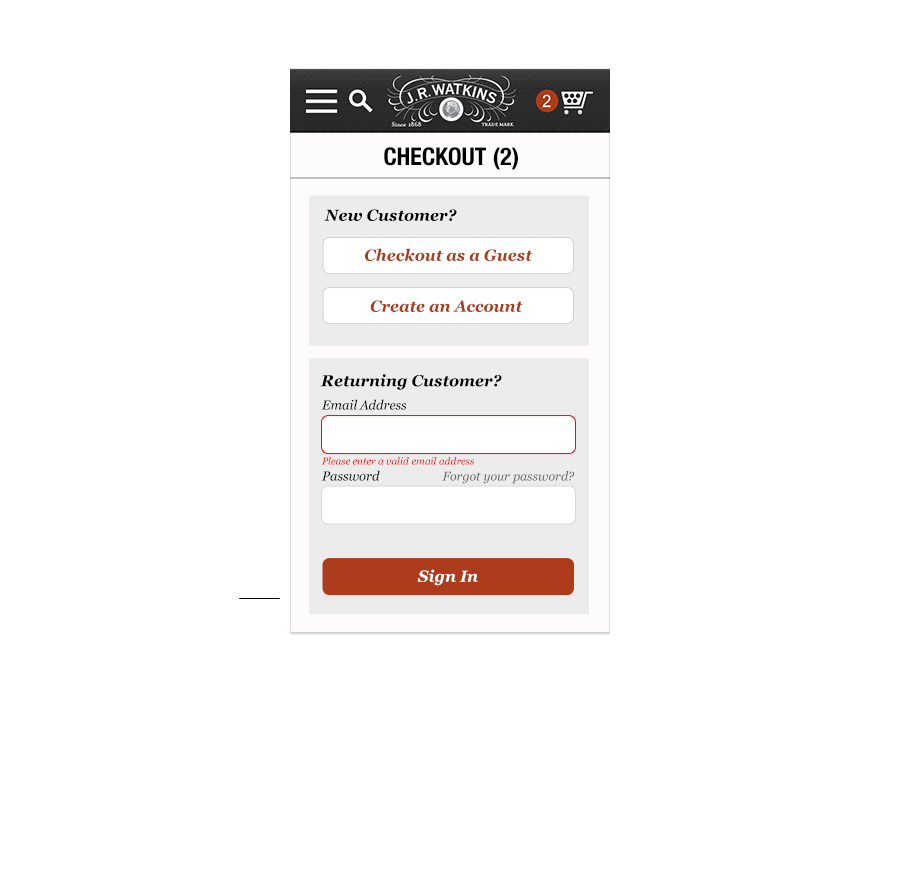 J.R. WATKINS
Since 1868 TRADE MARK
2
CHECKOUT (2)
New Customer?
Checkout as a Guest
Create an Account
Returning Customer?
Email Address
Please enter a valid email address
Password Forgot your password?
Sign In